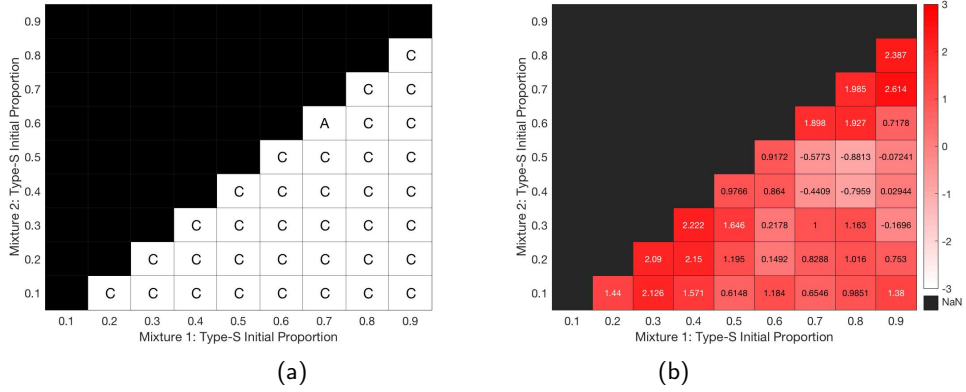 0.9
0.8 C
0.7 C C
0.6 A C C
0.5 C C C C
0.4 C C C C C
0.3 C C C C C C
0.2 C C C C C C C
0.1 C C C C C C C C
0.1 0.2 0.3 0.4 0.5 0.6 0.7 0.8 0.9
Mixture 1: Type-S Initial Proportion
Mixture 2: Type-S Initial Proportion
(a)
0.9
0.8 2.387
0.7 1.985 2.614
0.6 1.898 1.927 0.7178
0.5 0.9172 -0.5773 -0.8813 -0.07241
0.4 0.9766 0.864 -0.4409 -0.7959 0.02944
0.3 2.222 1.646 0.2178 1 1.163 -0.1696
0.2 2.09 2.15 1.195 0.1492 0.8288 1.016 0.753
0.1 1.44 2.126 1.571 0.6148 1.184 0.6546 0.9851 1.38
0.1 0.2 0.3 0.4 0.5 0.6 0.7 0.8 0.9
Mixture 1: Type-S Initial Proportion
Mixture 2: Type-S Initial Proportion
3
2
1
0
-1
-2
-3
NaN
(b)